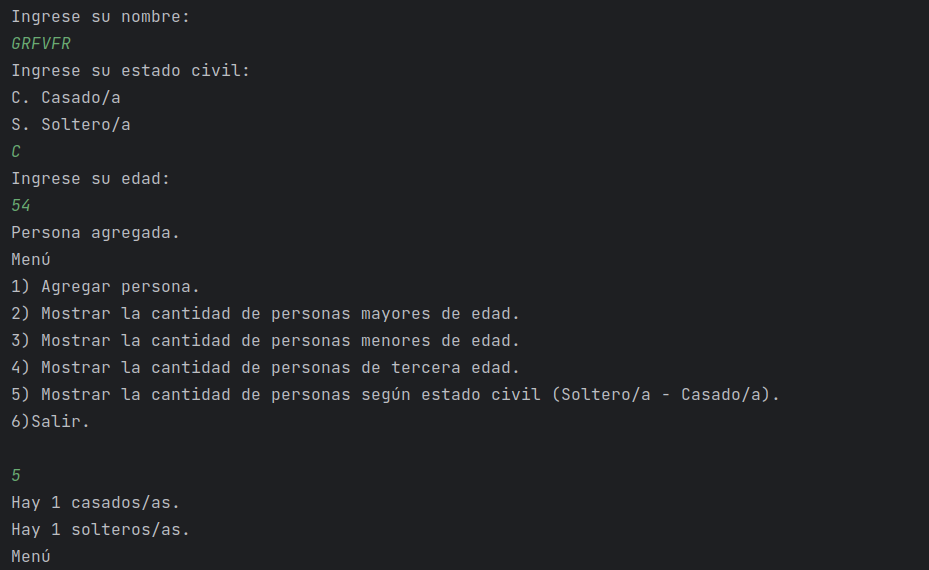 Ingrese su nombre:
GRFVFR
Ingrese su estado civil:
C. Casado/a
S. Soltero/a
C
Ingrese su edad:
54
Persona agregada.
Menú
1) Agregar persona.
2) Mostrar la cantidad de personas mayores de edad.
3) Mostrar la cantidad de personas menores de edad.
4) Mostrar la cantidad de personas de tercera edad.
5) Mostrar la cantidad de personas según estado civil (Soltero/a - Casado/a).
6)Salir.
5
Hay 1 casados/as.
Hay 1 solteros/as.
Menú